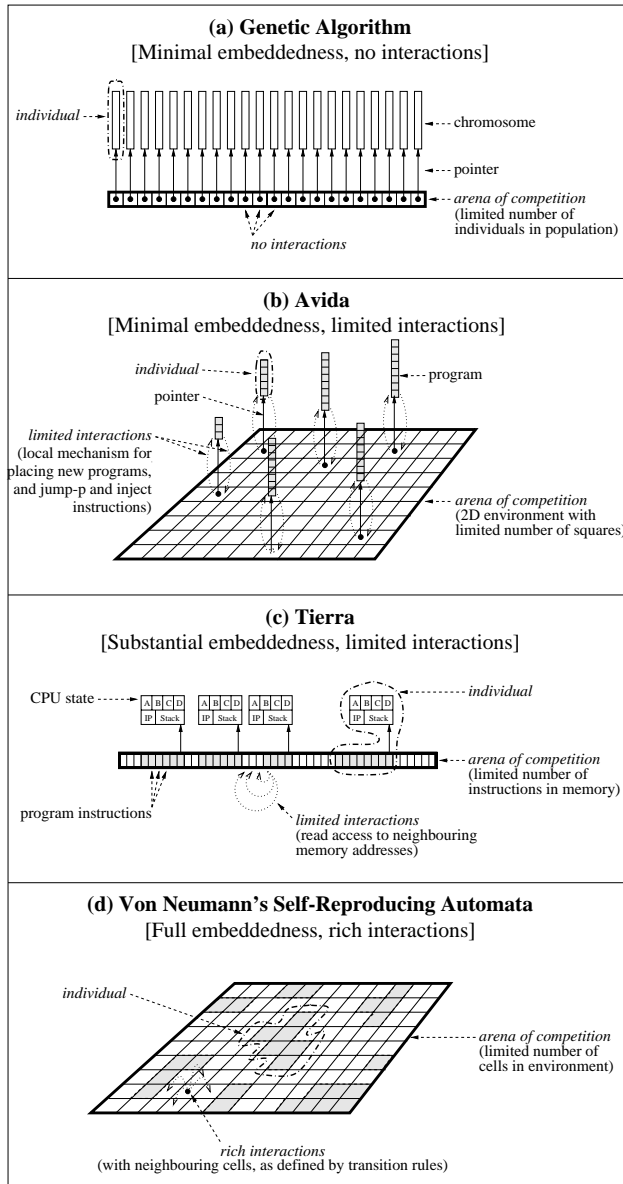 (a) Genetic Algorithm
[Minimal embeddedness, no interactions]
individual
chromosome
pointer
arena of competition
(limited number of
individuals in population)
no interactions
(b) Avida
[Minimal embeddedness, limited interactions]
individual
program
pointer
limited interactions
(local mechanism for
placing new programs,
and jump-p and inject
instructions)
arena of competition
(2D environment with
limited number of squares)
(c) Tierra
[Substantial embeddedness, limited interactions]
CPU state
A B C D
IP Stack
A B C D
IP Stack
A B C D
IP Stack
A B C D
IP Stack
individual
arena of competition
(limited number of
instructions in memory)
program instructions
limited interactions
(read access to neighbouring
memory addresses)
(d) Von Neumann's Self-Reproducing Automata
[Full embeddedness, rich interactions]
individual
arena of competition
(limited number of
cells in environment)
rich interactions
(with neighbouring cells, as defined by transition rules)